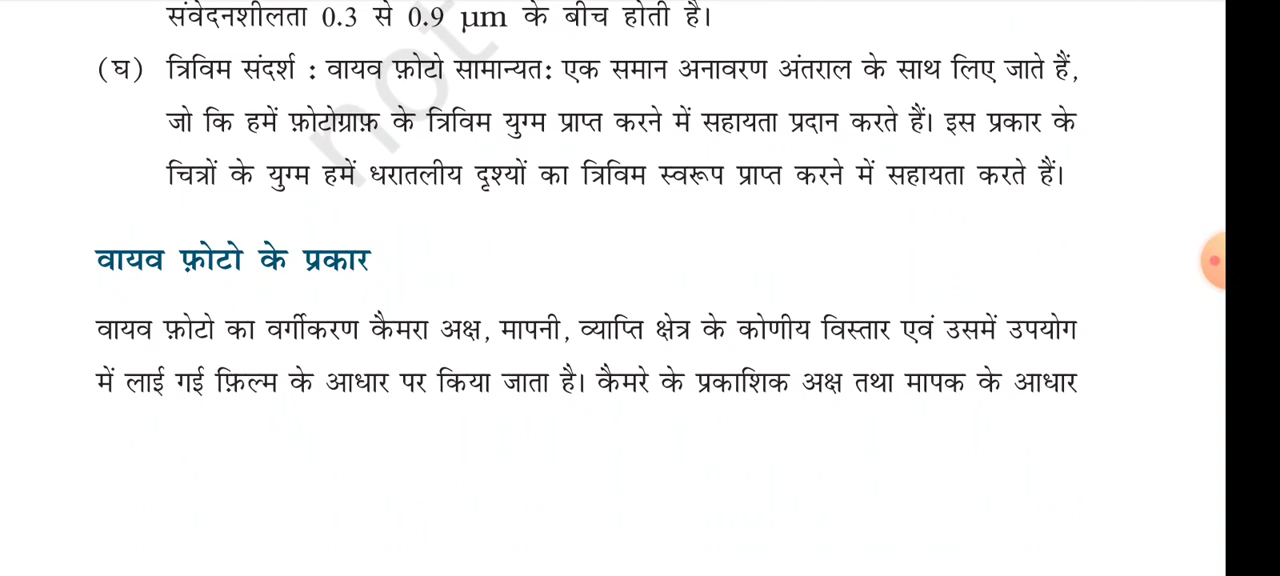 संवेदनशीलता 0.3 से 0.9 µm के बीच होती है।
(घ) त्रिविम संदर्श : वायव फ़ोटो सामान्यत: एक समान अनावरण अंतराल के साथ लिए जाते हैं,
जो कि हमें फ़ोटोग्राफ़ के त्रिविम युग्म प्राप्त करने में सहायता प्रदान करते हैं। इस प्रकार के
चित्रों के युग्म हमें धरातलीय दृश्यों का त्रिविम स्वरूप प्राप्त करने में सहायता करते हैं।
वायव फ़ोटो के प्रकार
वायव फ़ोटो का वर्गीकरण कैमरा अक्ष, मापनी, व्याप्ति क्षेत्र के कोणीय विस्तार एवं उसमें उपयोग
में लाई गई फ़िल्म के आधार पर किया जाता है। कैमरे के प्रकाशिक अक्ष तथा मापक के आधार
not